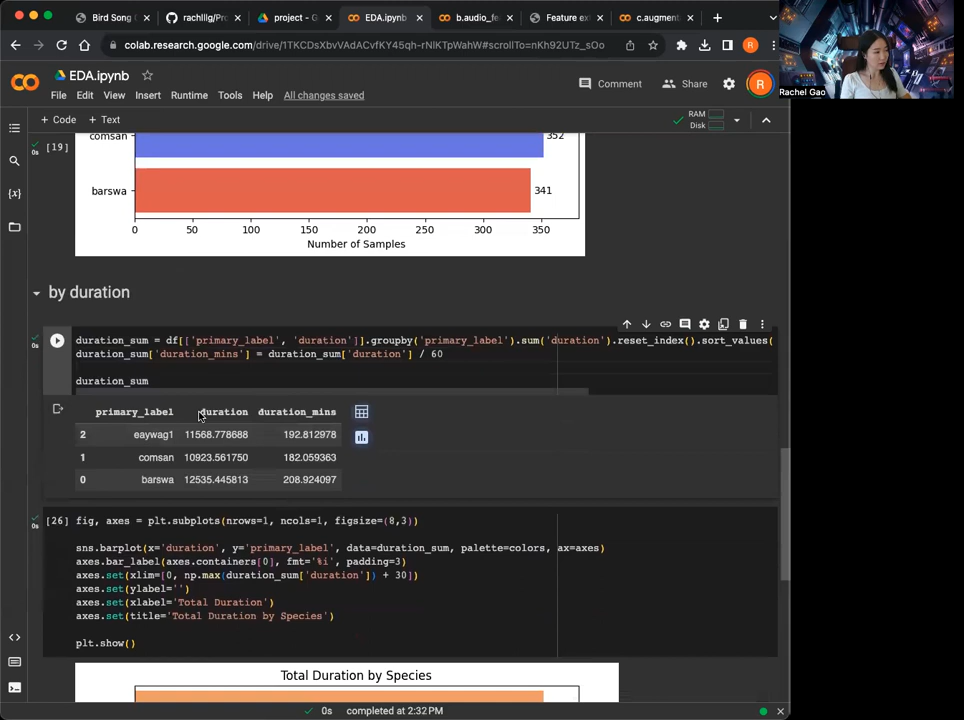 Bird Song C
rachlllg/Pro
project - G
EDA.ipynb
b.audio_fe
Feature ex
c.augment
colab.research.google.com/drive/1TKCDsXbvVAdACvfKY45qh-rNlKTpWahW#scrollTo=nKh92UTz_sOo
R
Rachel Gao
EDA.ipynb
Comment
Share
R
File Edit View Insert Runtime Tools Help All changes saved
+ Code + Text
RAM
Disk
[19]
0s
comsan
352
barswa
341
0 50 100 150 200 250 300 350
Number of Samples
{x}
by duration
0s
duration_sum = df[['primary_label', 'duration']].groupby('primary_label').sum('duration').reset_index().sort_values(
duration_sum['duration_mins'] = duration_sum['duration'] / 60
duration_sum
primary_label duration duration_mins
2 eaywag1 11568.778688 192.812978
1 comsan 10923.561750 182.059363
0 barswa 12535.445813 208.924097
0s
[26] fig, axes = plt.subplots(nrows=1, ncols=1, figsize=(8,3))
sns.barplot(x='duration', y='primary_label', data=duration_sum, palette=colors, ax=axes)
axes.bar_label(axes.containers[0], fmt='%i', padding=3)
axes.set(xlim=[0, np.max(duration_sum['duration']) + 30])
axes.set(ylabel='')
axes.set(xlabel='Total Duration')
axes.set(title='Total Duration by Species')
plt.show()
Total Duration by Species
0s completed at 2:32 PM